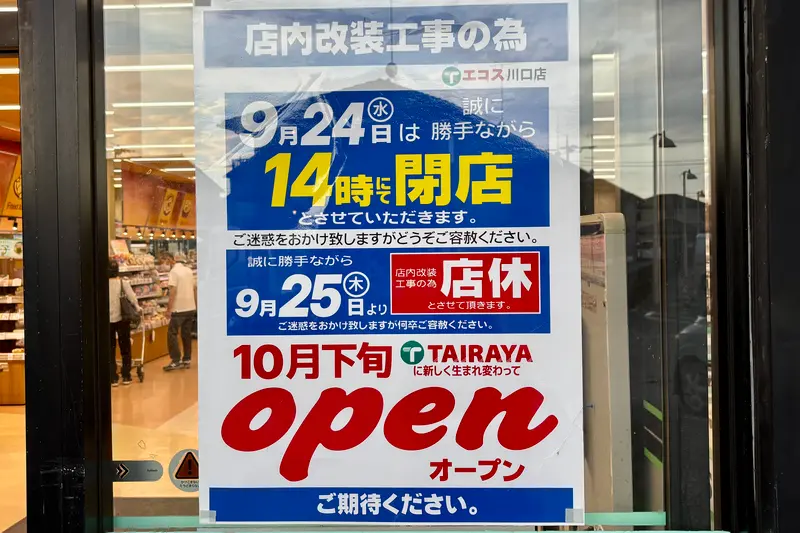 店内改装工事の為
エコス川口店
9月24日(水)は 誠に勝手ながら
14時にて閉店
とさせていただきます。
ご迷惑をおかけ致しますがどうぞご容赦ください。
誠に勝手ながら
9月25日(木)より
店内改装工事の為 店休
とさせて頂きます。
ご迷惑をおかけ致しますが何卒ご容赦ください。
10月下旬 TAIRAYA
に新しく生まれ変わって
open
オープン
ご期待ください。